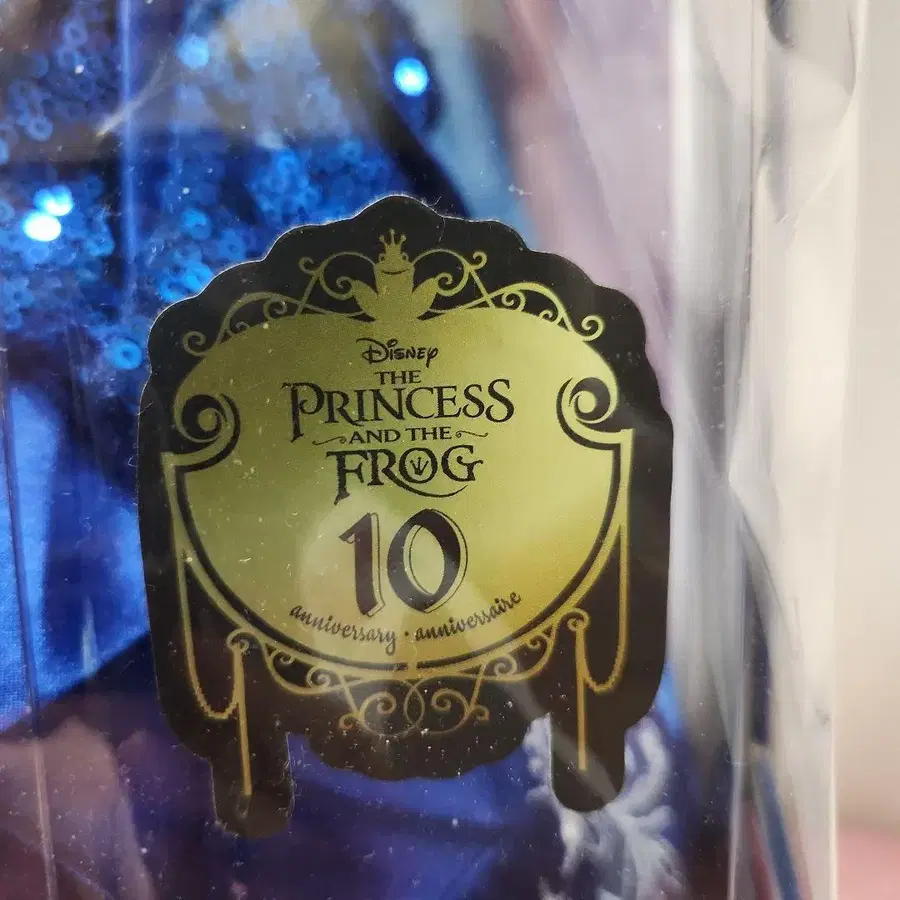 Disney
THE
PRINCESS
AND THE
FROG
10
anniversary · anniversaire